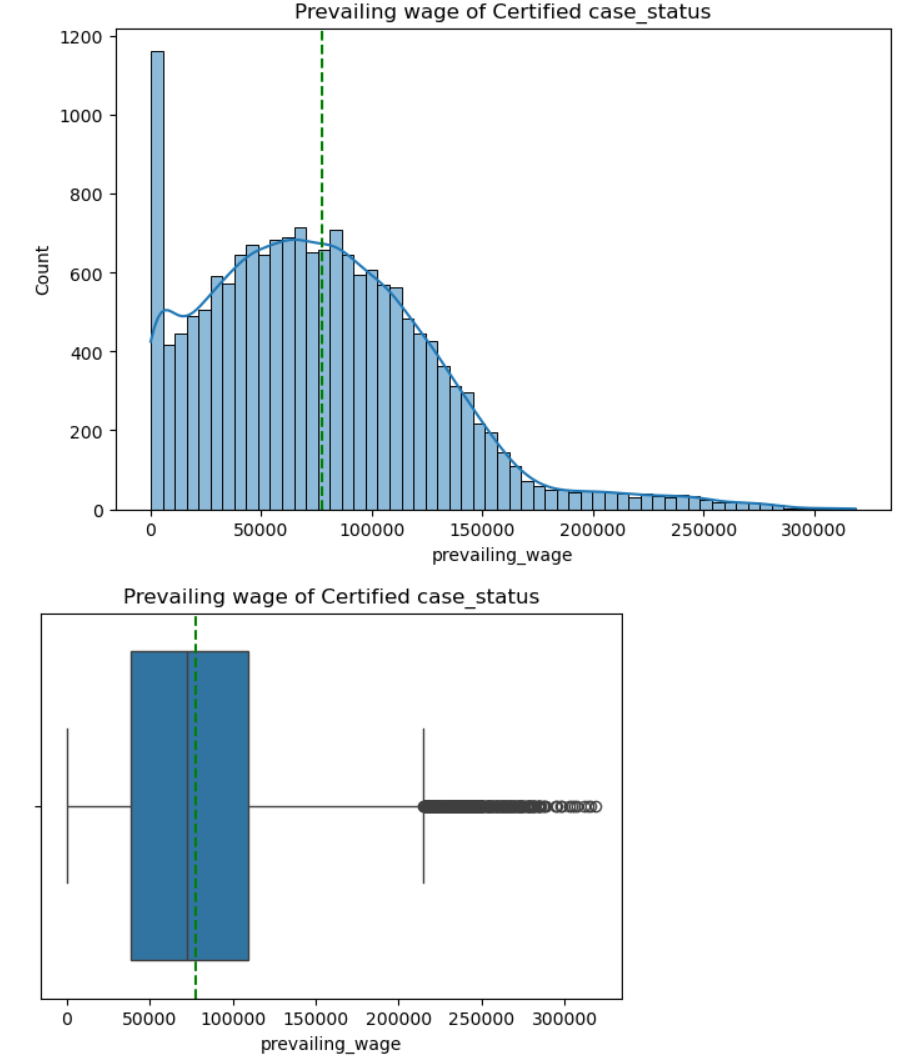 Prevailing wage of Certified case_status
1200
1000
800
600
400
200
0
Count
0 50000 100000 150000 200000 250000 300000
prevailing_wage
Prevailing wage of Certified case_status
0 50000 100000 150000 200000 250000 300000
prevailing_wage